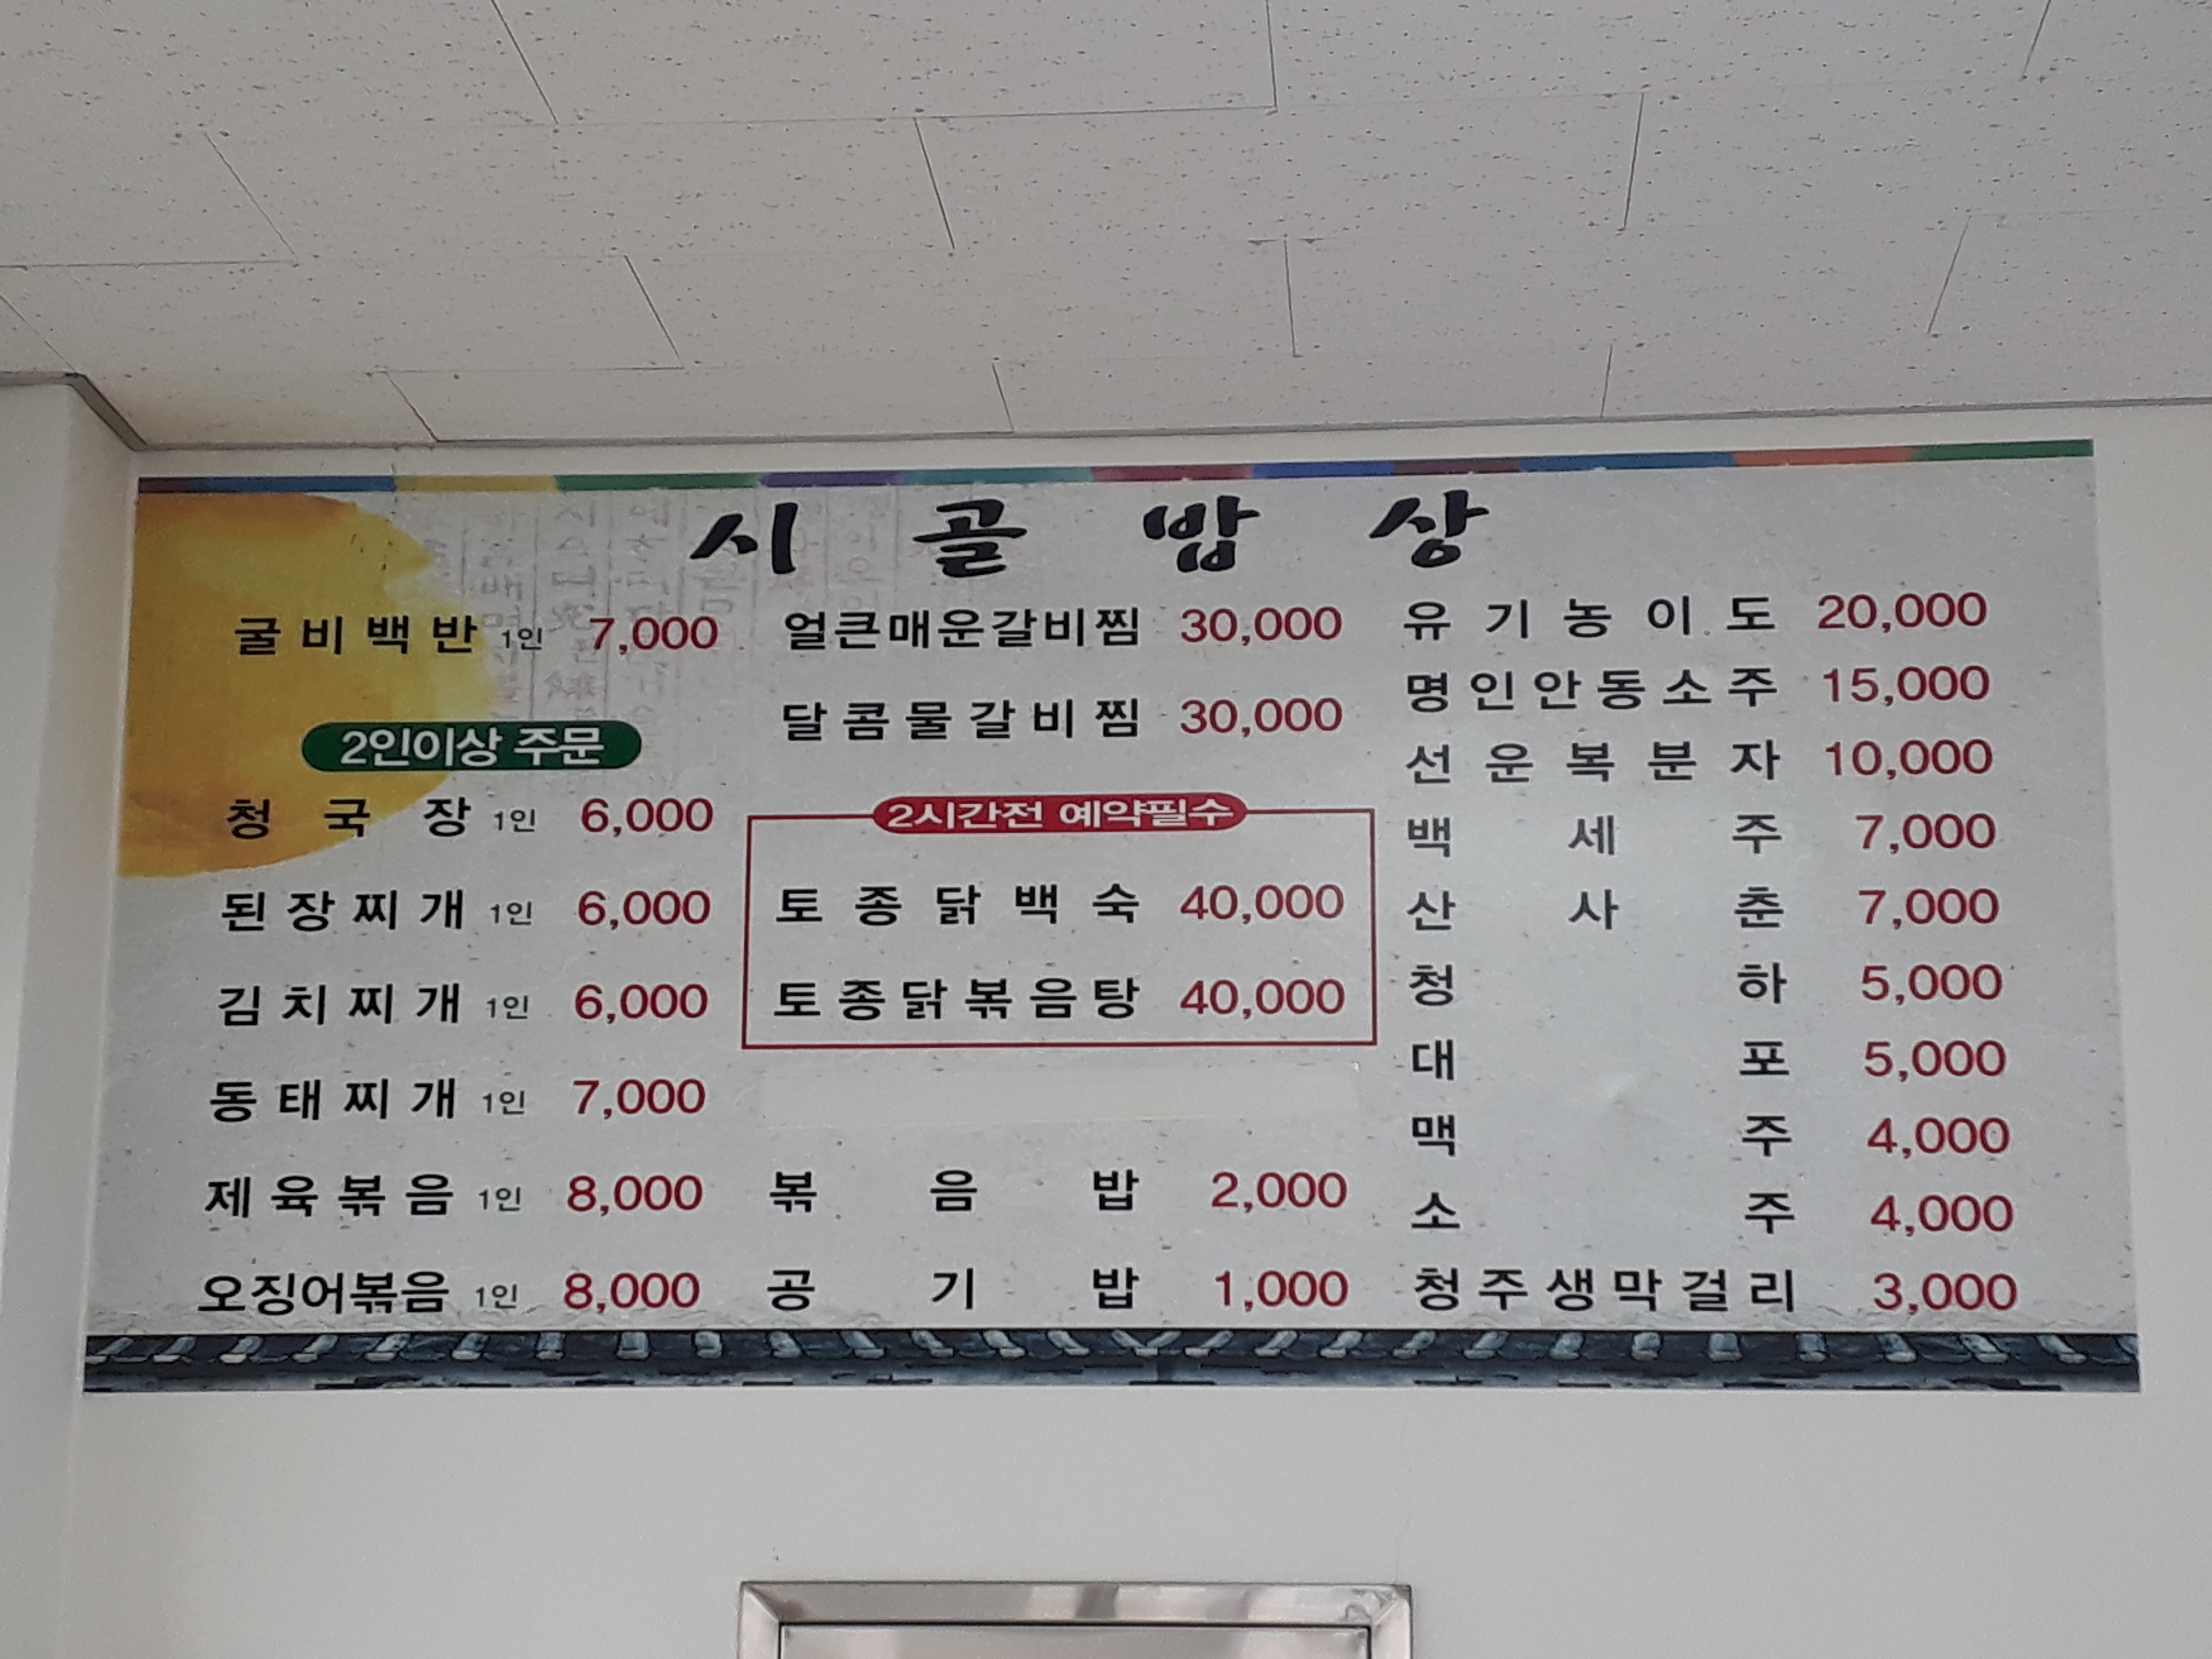 시골밥상
굴비백반 1인 7,000
2인이상 주문
청국장 1인 6,000
된장찌개 1인 6,000
김치찌개 1인 6,000
동태찌개 1인 7,000
제육볶음 1인 8,000
오징어볶음 1인 8,000
얼큰매운갈비찜 30,000
달콤물갈비찜 30,000
2시간전 예약필수
토종닭백숙 40,000
토종닭볶음탕 40,000
볶음밥 2,000
공기밥 1,000
유기농이도 20,000
명인안동소주 15,000
선운복분자 10,000
백세주 7,000
산사춘 7,000
청하 5,000
대포 5,000
맥주 4,000
소주 4,000
청주생막걸리 3,000